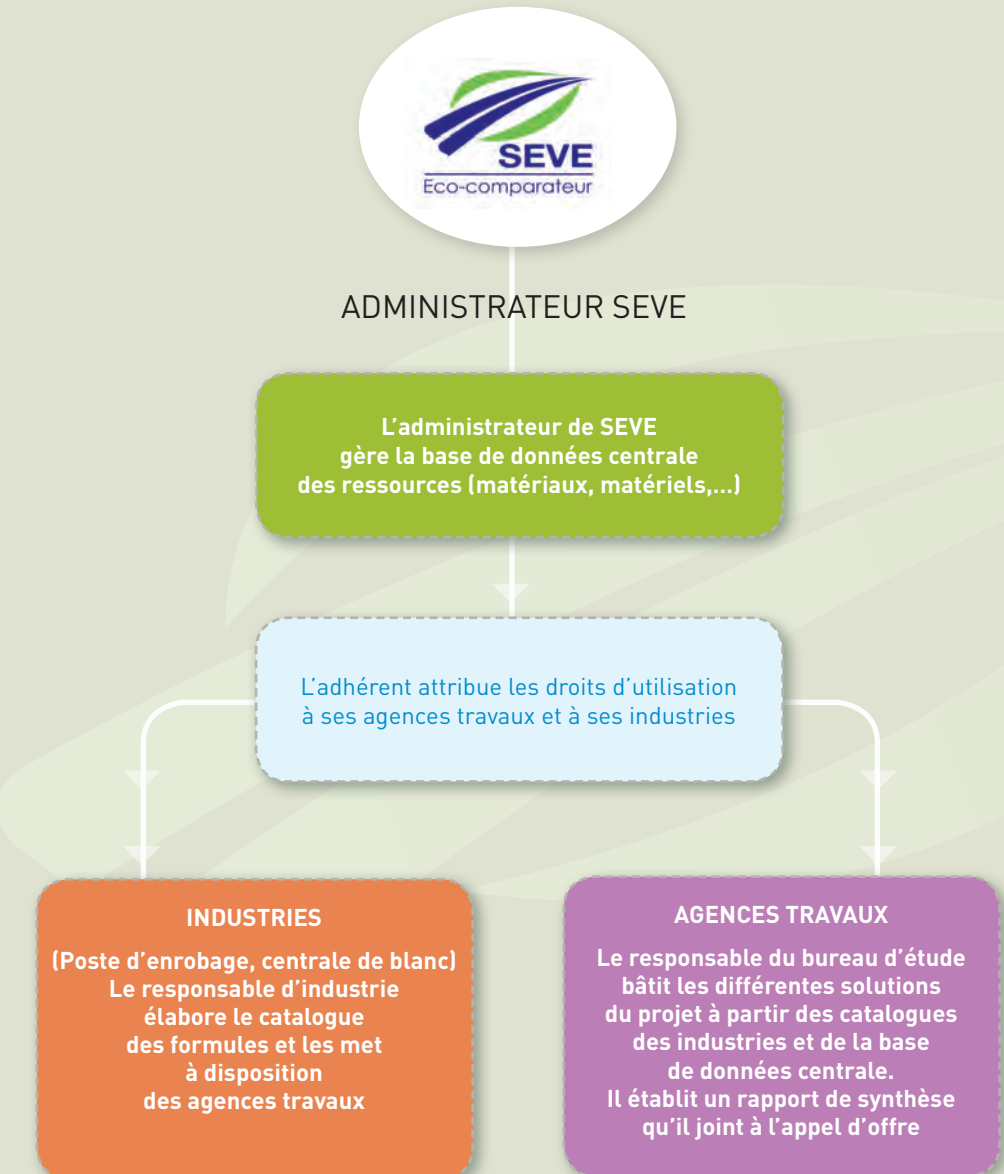 SEVE
Eco-comparateur
ADMINISTRATEUR SEVE
L'administrateur de SEVE
gère la base de données centrale
des ressources (matériaux, matériels,...)
L'adhérent attribue les droits d'utilisation
à ses agences travaux et à ses industries
INDUSTRIES
(Poste d'enrobage, centrale de blanc)
Le responsable d'industrie
élabore le catalogue
des formules et les met
à disposition
des agences travaux
AGENCES TRAVAUX
Le responsable du bureau d'étude
bâtit les différentes solutions
du projet à partir des catalogues
des industries et de la base
de données centrale.
Il établit un rapport de synthèse
qu'il joint à l'appel d'offre